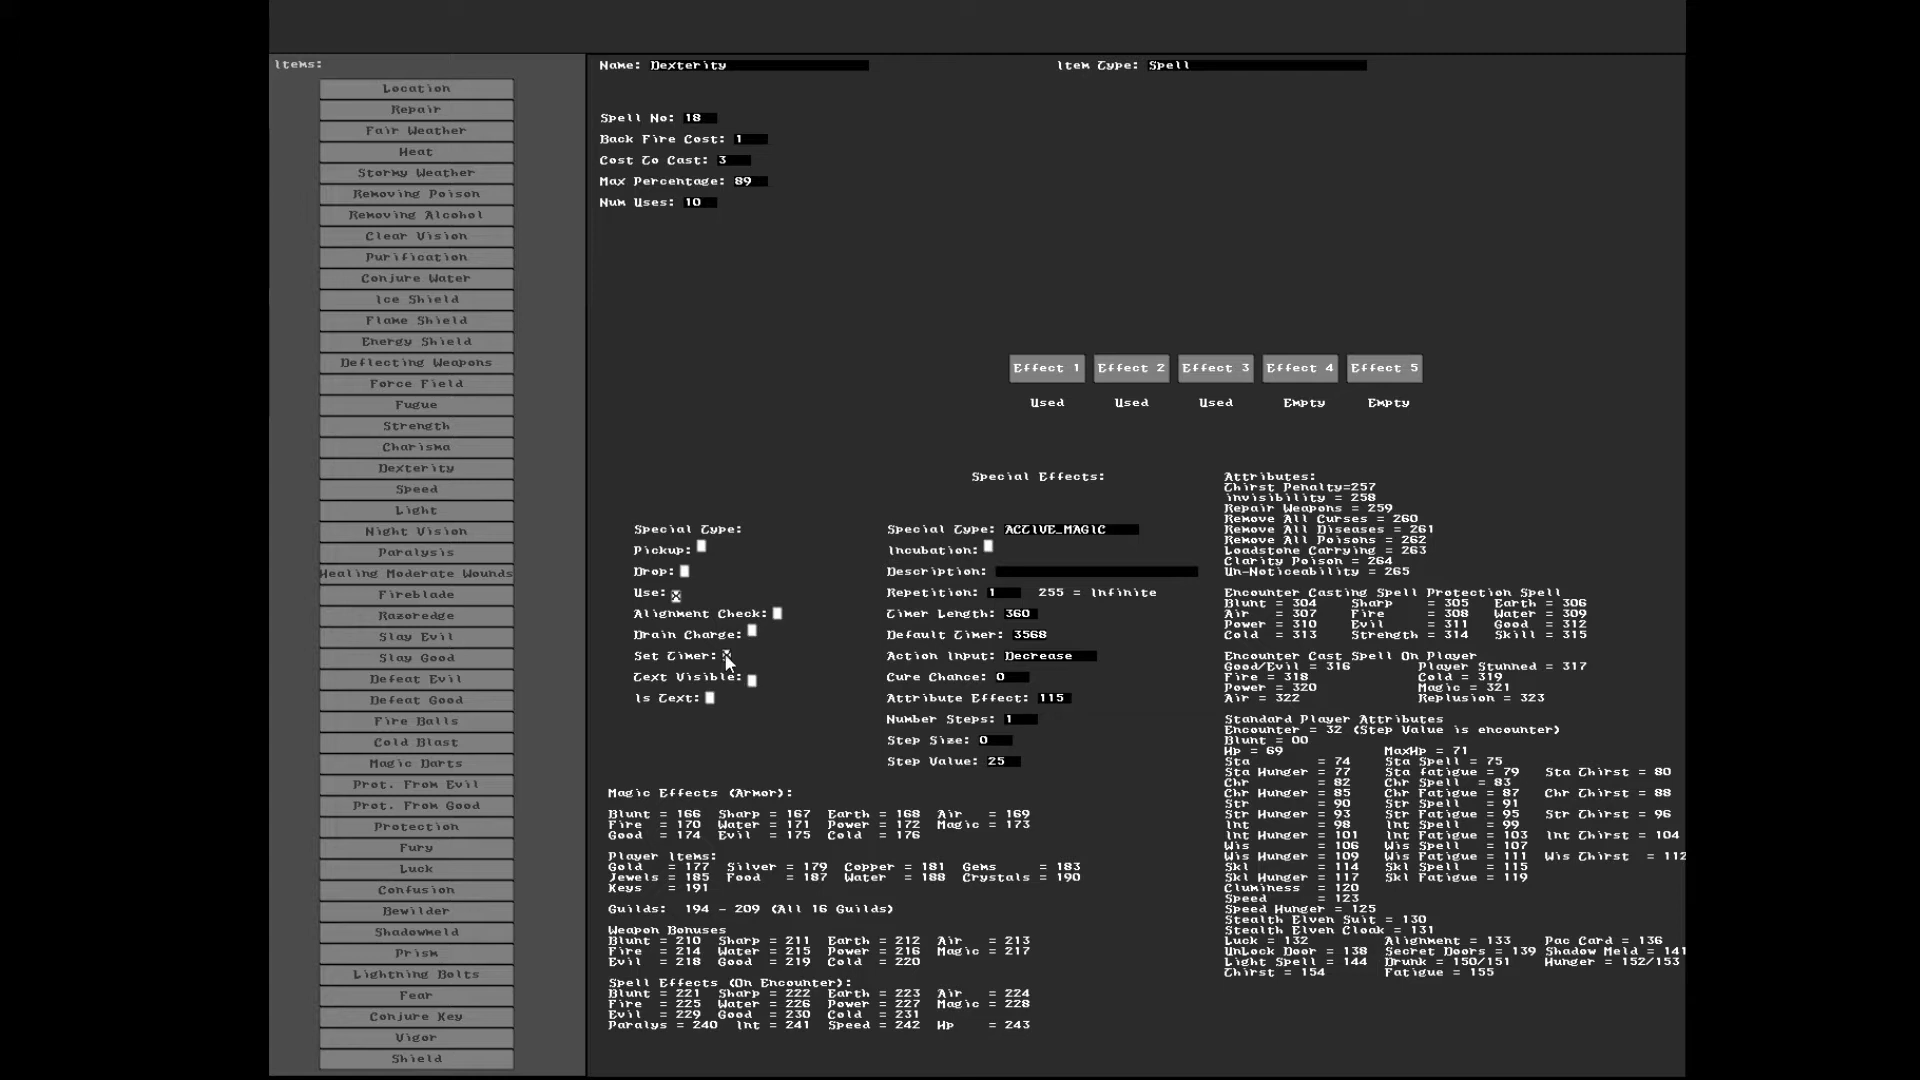 Items:
Location
Repair
Fair Weather
Heat
Stormy Weather
Removing Poison
Removing Alcohol
Clear Vision
Purification
Conjure Water
Ice Shield
Flame Shield
Energy Shield
Deflecting Weapons
Force Field
Fugue
Strength
Charisma
Dexterity
Speed
Light
Night Vision
Paralysis
Healing Moderate Wounds
Fireblade
Razoredge
Slay Evil
Slay Good
Defeat Evil
Defeat Good
Fire Balls
Cold Blast
Magic Darts
Prot. From Evil
Prot. From Good
Protection
Fury
Luck
Confusion
Bewilder
Shadowmeld
Prism
Lightning Bolts
Fear
Conjure Key
Vigor
Shield
Name: Dexterity
Item Type: Spell
Spell No: 18
Back Fire Cost: 1
Cost To Cast: 3
Max Percentage: 89
Num Uses: 10
Effect 1 Effect 2 Effect 3 Effect 4 Effect 5
Used Used Used Empty Empty
Special Effects:
Special Type:
Pickup:
Drop:
Use: x
Alignment Check:
Drain Charge:
Set Timer:
Text Visible:
Is Text:
Special Type: ACTIVE_MAGIC
Incubation:
Description:
Repetition: 1 255 = Infinite
Timer Length: 360
Default Timer: 3568
Action Input: Decrease
Cure Chance: 0
Attribute Effect: 115
Number Steps: 1
Step Size: 0
Step Value: 25
Magic Effects (Armor):
Blunt = 166 Sharp = 167 Earth = 168 Air = 169
Fire = 170 Water = 171 Power = 172 Magic = 173
Good = 174 Evil = 175 Cold = 176
Player Items:
Gold = 177 Silver = 179 Copper = 181 Gems = 183
Jewels = 185 Food = 187 Water = 188 Crystals = 190
Keys = 191
Guilds: 194 - 209 (All 16 Guilds)
Weapon Bonuses
Blunt = 210 Sharp = 211 Earth = 212 Air = 213
Fire = 214 Water = 215 Power = 216 Magic = 217
Evil = 218 Good = 219 Cold = 220
Spell Effects (On Encounter):
Blunt = 221 Sharp = 222 Earth = 223 Air = 224
Fire = 225 Water = 226 Power = 227 Magic = 228
Evil = 229 Good = 230 Cold = 231
Paralys = 240 Int = 241 Speed = 242 Hp = 243
Attributes:
Thirst Penalty=257
invisibility = 258
Repair Weapons = 259
Remove All Curses = 260
Remove All Diseases = 261
Remove All Poisons = 262
Loadstone Carrying = 263
Clarity Poison = 264
Un-Noticeability = 265
Encounter Casting Spell Protection Spell
Blunt = 304 Sharp = 305 Earth = 306
Air = 307 Fire = 308 Water = 309
Power = 310 Evil = 311 Good = 312
Cold = 313 Strength = 314 Skill = 315
Encounter Cast Spell On Player
Good/Evil = 316 Player Stunned = 317
Fire = 318 Cold = 319
Power = 320 Magic = 321
Air = 322 Replusion = 323
Standard Player Attributes
Encounter = 32 (Step Value is encounter)
Blunt = 00
Hp = 69 MaxHp = 71
Sta = 74 Sta Spell = 75
Sta Hunger = 77 Sta fatigue = 79 Sta Thirst = 80
Chr = 82 Chr Spell = 83
Chr Hunger = 85 Chr Fatigue = 87 Chr Thirst = 88
Str = 90 Str Spell = 91
Str Hunger = 93 Str Fatigue = 95 Str Thirst = 96
Int = 98 Int Spell = 99
Int Hunger = 101 Int Fatigue = 103 Int Thirst = 104
Wis = 106 Wis Spell = 107
Wis Hunger = 109 Wis Fatigue = 111 Wis Thirst = 112
Skl = 114 Skl Spell = 115
Skl Hunger = 117 Skl Fatigue = 119
Cluminess = 120
Speed = 123
Speed Hunger = 125
Stealth Elven Suit = 130
Stealth Elven Cloak = 131
Luck = 132 Alignment = 133 Pac Card = 136
UnLock Door = 138 Secret Doors = 139 Shadow Meld = 141
Light Spell = 144 Drunk = 150/151 Hunger = 152/153
Thirst = 154 Fatigue = 155